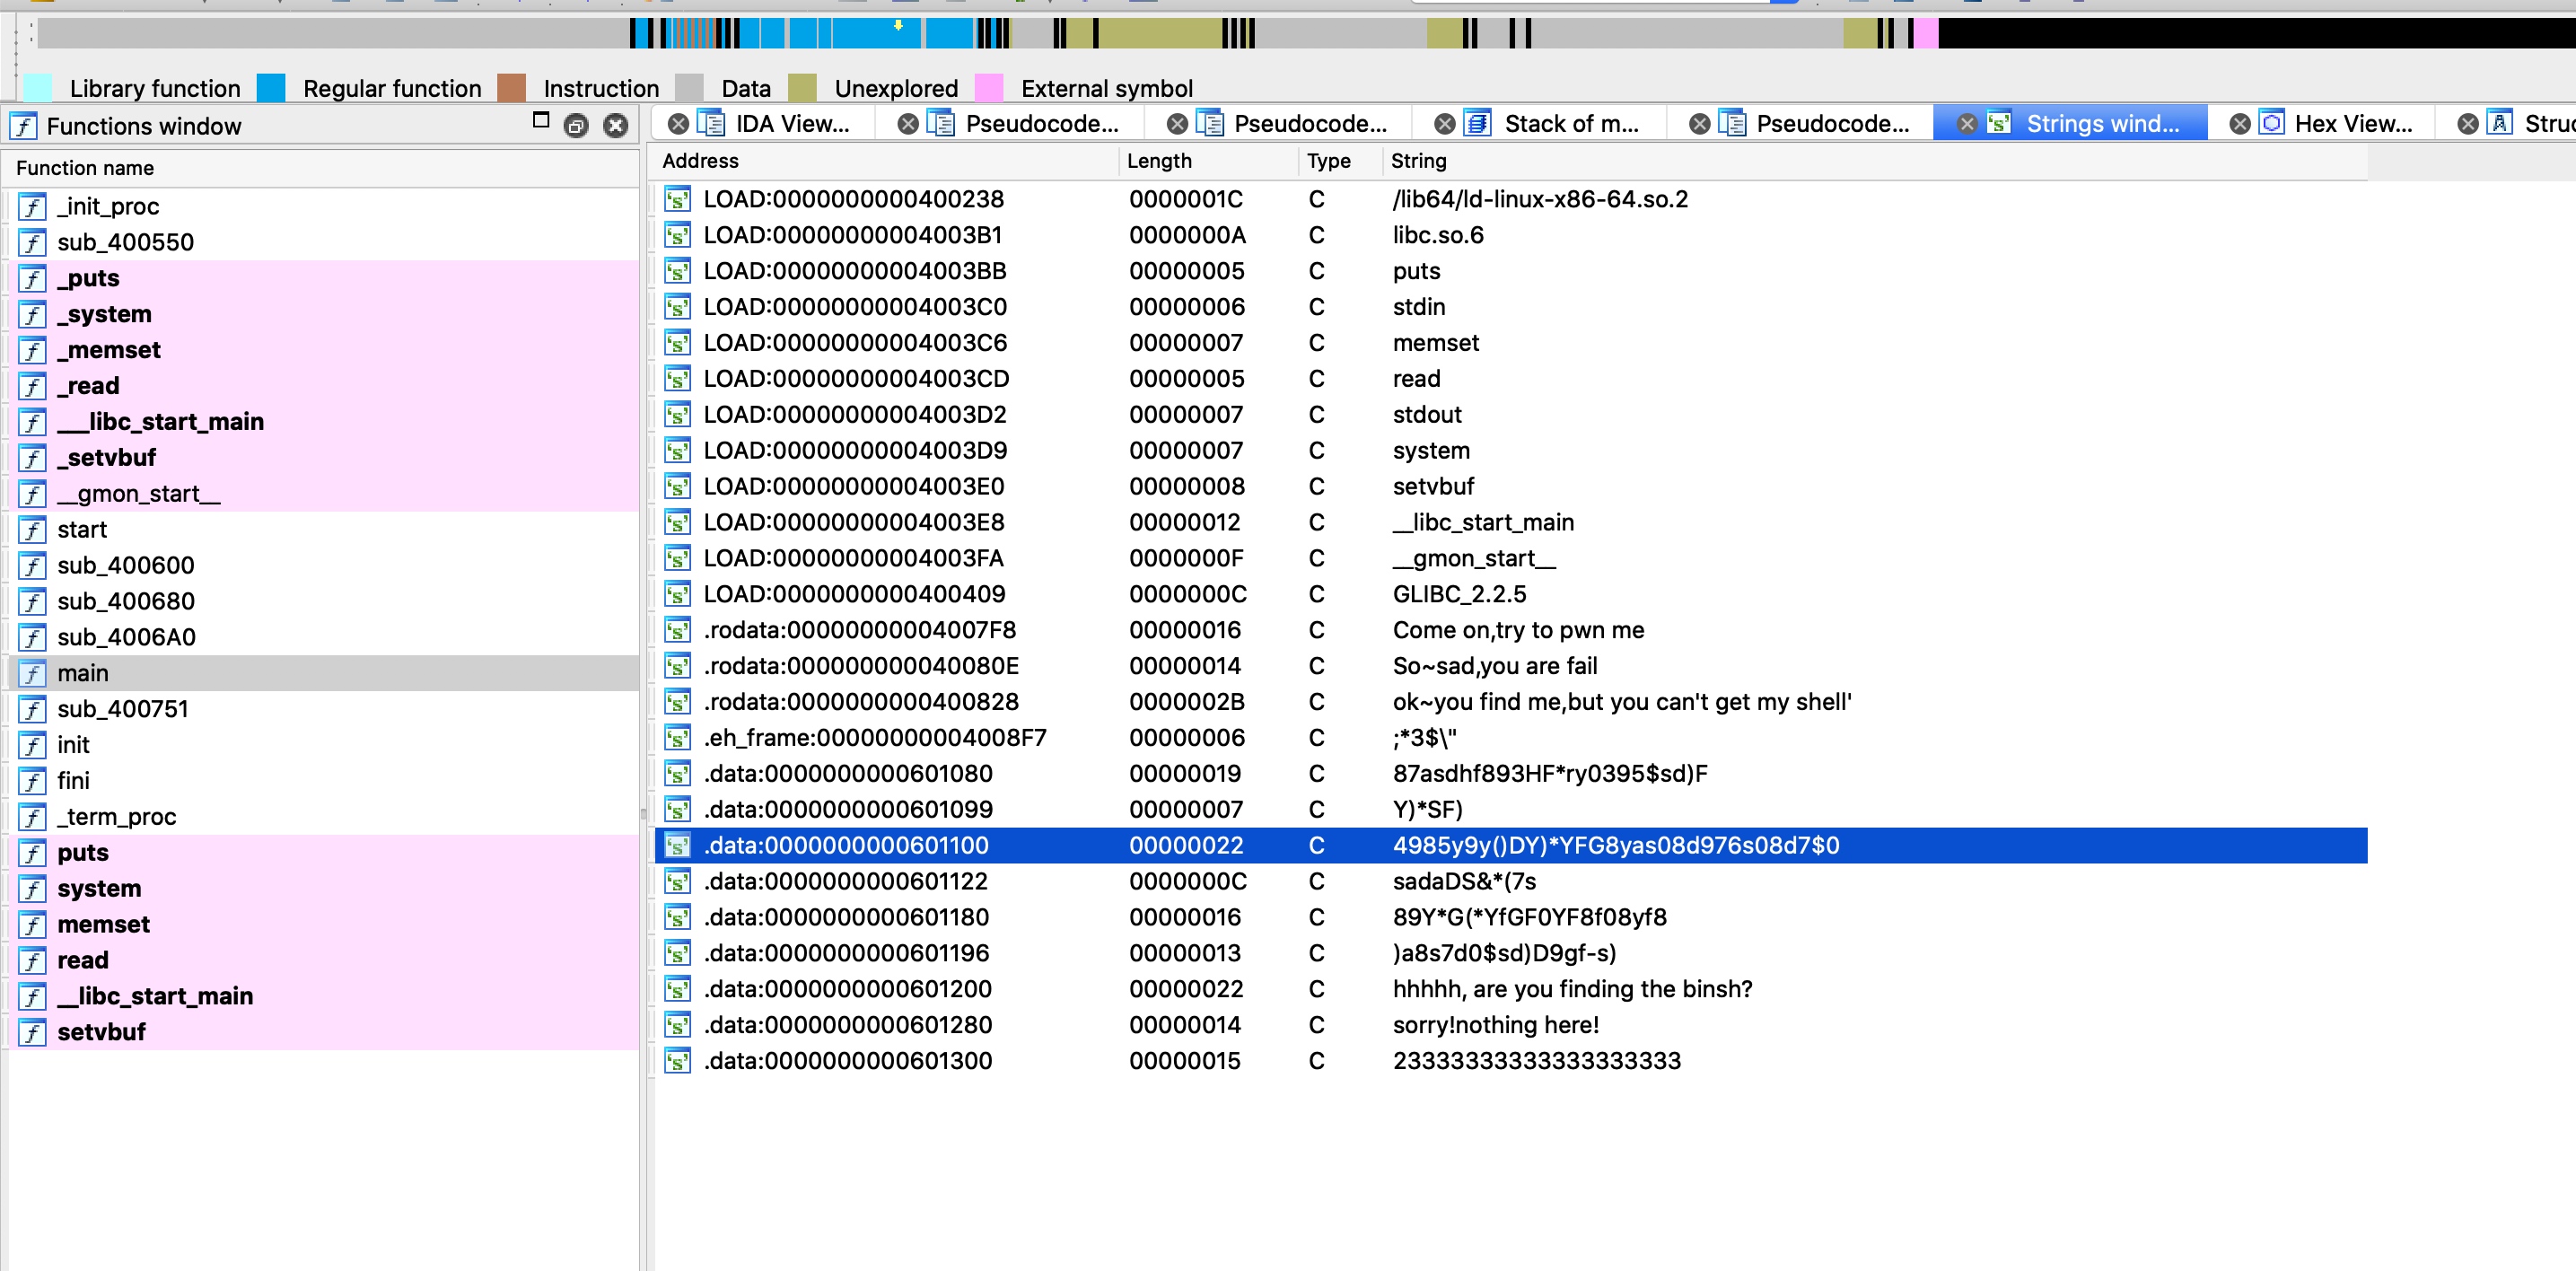 Library function Regular function Instruction Data Unexplored External symbol
Functions window
IDA View... Pseudocode... Pseudocode... Stack of m... Pseudocode... Strings wind... Hex View... Struc
Function name
_init_proc
sub_400550
_puts
_system
_memset
_read
___libc_start_main
_setvbuf
__gmon_start__
start
sub_400600
sub_400680
sub_4006A0
main
sub_400751
init
fini
_term_proc
puts
system
memset
read
__libc_start_main
setvbuf
Address Length Type String
LOAD:0000000000400238 0000001C C /lib64/ld-linux-x86-64.so.2
LOAD:00000000004003B1 0000000A C libc.so.6
LOAD:00000000004003BB 00000005 C puts
LOAD:00000000004003C0 00000006 C stdin
LOAD:00000000004003C6 00000007 C memset
LOAD:00000000004003CD 00000005 C read
LOAD:00000000004003D2 00000007 C stdout
LOAD:00000000004003D9 00000007 C system
LOAD:00000000004003E0 00000008 C setvbuf
LOAD:00000000004003E8 00000012 C __libc_start_main
LOAD:00000000004003FA 0000000F C __gmon_start__
LOAD:0000000000400409 0000000C C GLIBC_2.2.5
.rodata:00000000004007F8 00000016 C Come on,try to pwn me
.rodata:000000000040080E 00000014 C So~sad,you are fail
.rodata:0000000000400828 0000002B C ok~you find me,but you can't get my shell'
.eh_frame:00000000004008F7 00000006 C ;*3$\"
.data:0000000000601080 00000019 C 87asdhf893HF*ry0395$sd)F
.data:0000000000601099 00000007 C Y)*SF)
.data:0000000000601100 00000022 C 4985y9y()DY)*YFG8yas08d976s08d7$0
.data:0000000000601122 0000000C C sadaDS&*(7s
.data:0000000000601180 00000016 C 89Y*G(*YfGF0YF8f08yf8
.data:0000000000601196 00000013 C )a8s7d0$sd)D9gf-s)
.data:0000000000601200 00000022 C hhhhh, are you finding the binsh?
.data:0000000000601280 00000014 C sorry!nothing here!
.data:0000000000601300 00000015 C 23333333333333333333